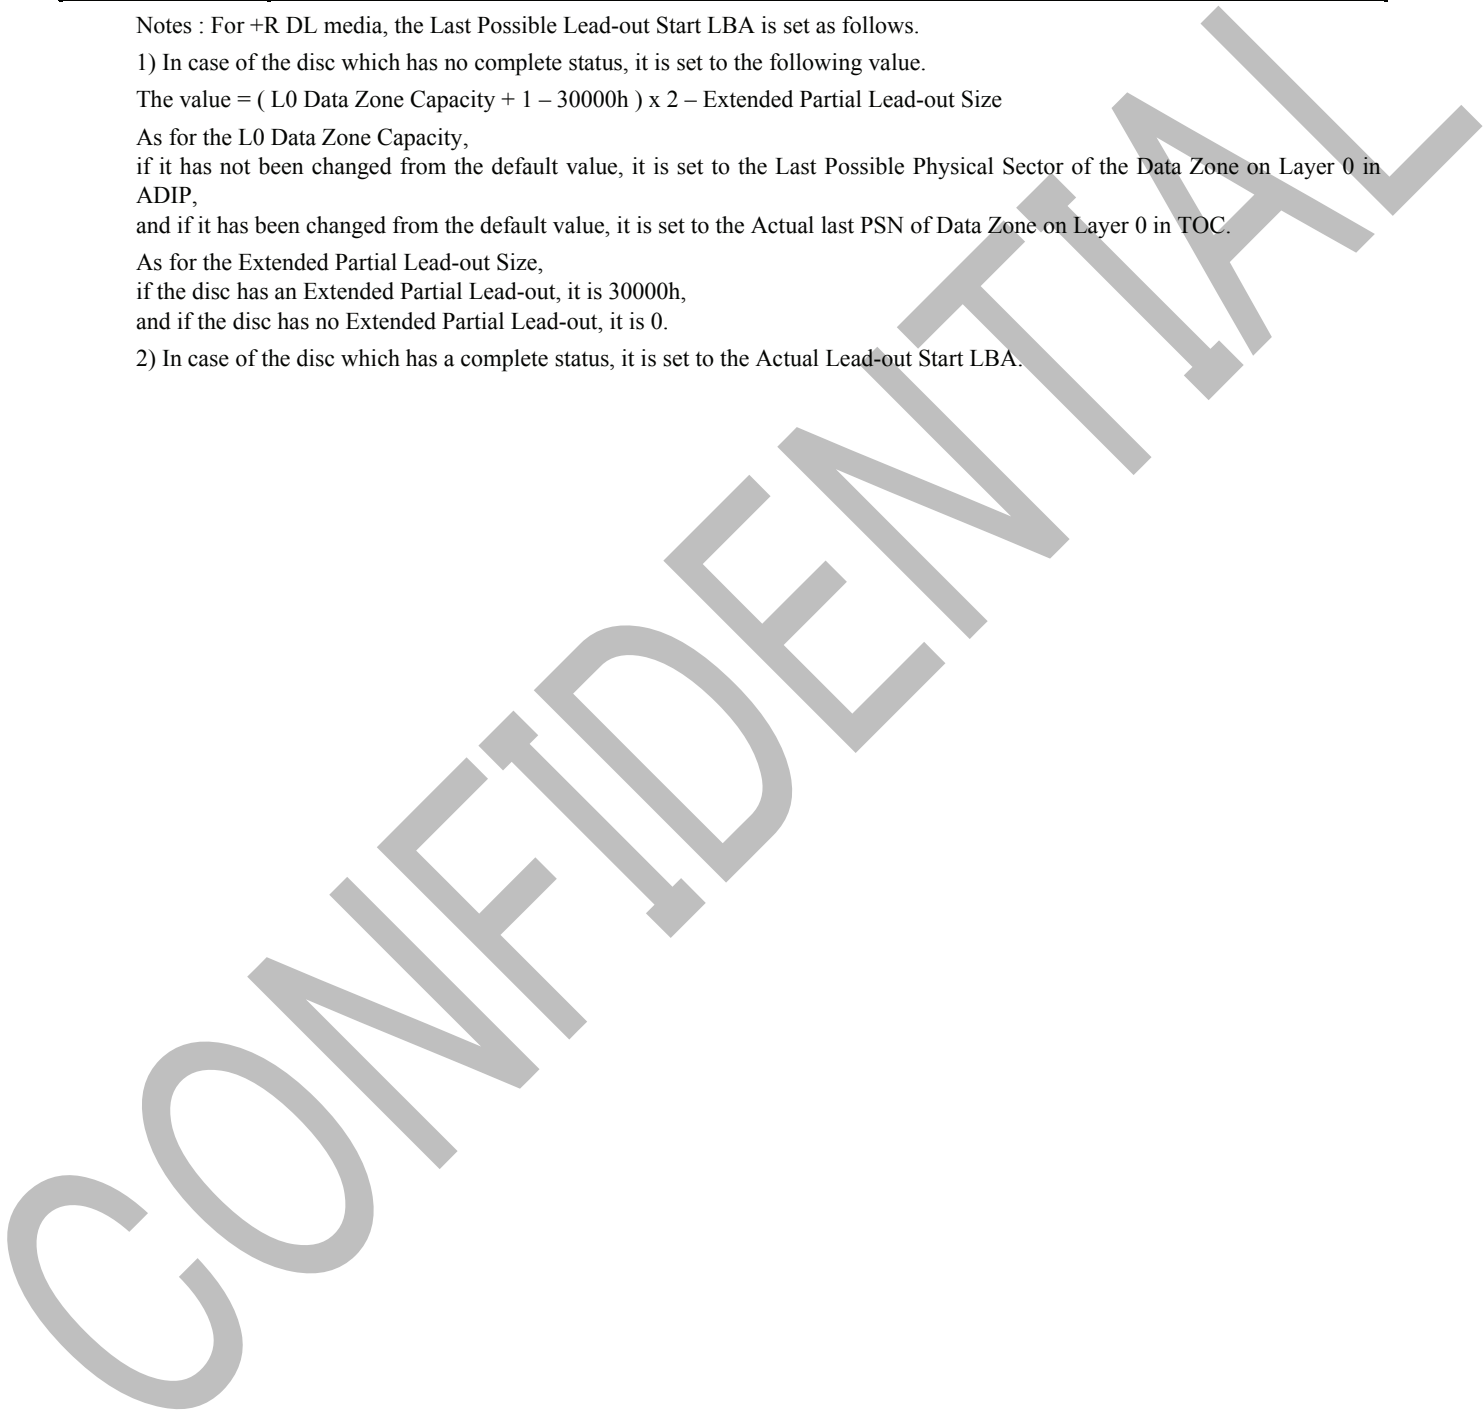 Notes : For +R DL media, the Last Possible Lead-out Start LBA is set as follows.
1) In case of the disc which has no complete status, it is set to the following value.
The value = ( L0 Data Zone Capacity + 1 – 30000h ) x 2 – Extended Partial Lead-out Size
As for the L0 Data Zone Capacity,
if it has not been changed from the default value, it is set to the Last Possible Physical Sector of the Data Zone on Layer 0 in
ADIP,
and if it has been changed from the default value, it is set to the Actual last PSN of Data Zone on Layer 0 in TOC.
As for the Extended Partial Lead-out Size,
if the disc has an Extended Partial Lead-out, it is 30000h,
and if the disc has no Extended Partial Lead-out, it is 0.
2) In case of the disc which has a complete status, it is set to the Actual Lead-out Start LBA.
CONFIDENTIAL